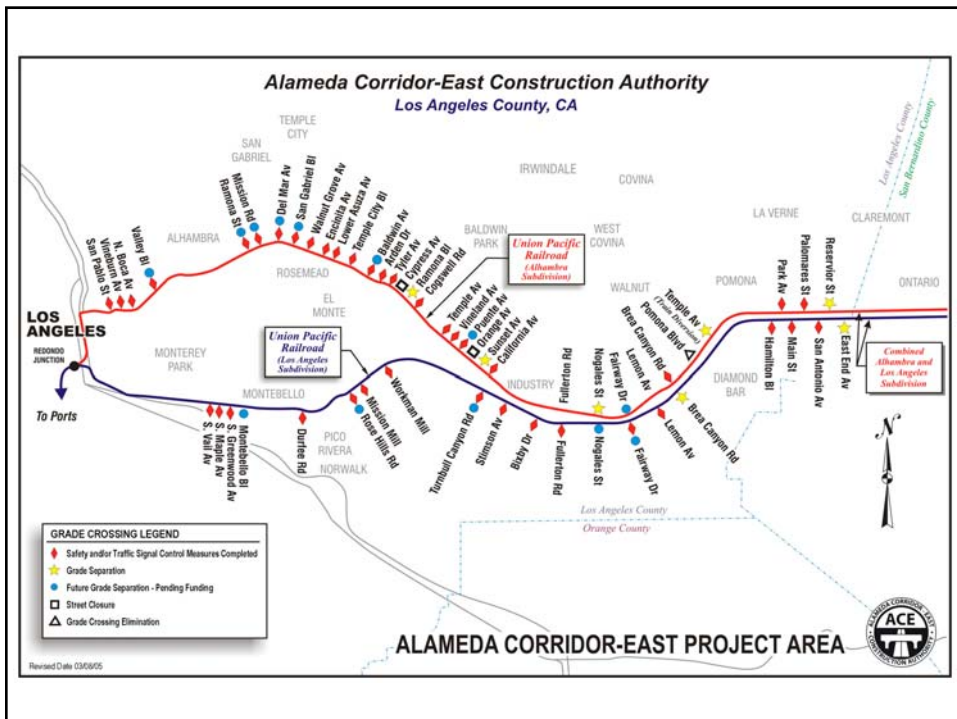 Alameda Corridor-East Construction Authority
Los Angeles County, CA
TEMPLE
CITY
SAN
GABRIEL
ALHAMBRA
ROSEMEAD
EL
MONTE
MONTEREY
PARK
MONTEBELLO
PICO
RIVERA
NORWALK
IRWINDALE
COVINA
BALDWIN
PARK
WEST
COVINA
INDUSTRY
WALNUT
LA VERNE
POMONA
DIAMOND
BAR
CLAREMONT
ONTARIO
Los Angeles County
San Bernardino County
Los Angeles County
Orange County
LOS
ANGELES
REDONDO
JUNCTION
To Ports
San Pablo St
Vineburn Av
N. Boca Av
Valley Bl
Ramona St
Mission Rd
Del Mar Av
San Gabriel Bl
Walnut Grove Av
Encinita Av
Lower Asuza Av
Temple City Bl
Baldwin Av
Arden Dr
Tyler Av
Cypress Av
Ramona Bl
Cogswell Rd
Temple Av
Vineland Av
Puente Av
Orange Av
Sunset Av
California Av
Fullerton Rd
Nogales St
Fairway Dr
Lemon Av
Brea Canyon Rd
Pomona Blvd
Temple Av
(Train Diversion)
Park Av
Palomares St
Reservior St
Union Pacific
Railroad
(Alhambra
Subdivision)
Union Pacific
Railroad
(Los Angeles
Subdivision)
Combined
Alhambra and
Los Angeles
Subdivision
S. Vail Av
S. Maple Av
S. Greenwood Av
Montebello Bl
Durfee Rd
Rose Hills Rd
Mission Mill
Workman Mill
Turnbull Canyon Rd
Stimson Av
Bixby Dr
Fullerton Rd
Nogales St
Fairway Dr
Lemon Av
Brea Canyon Rd
Hamilton Bl
Main St
San Antonio Av
East End Av
N
GRADE CROSSING LEGEND
Safety and/or Traffic Signal Control Measures Completed
Grade Separation
Future Grade Separation - Pending Funding
Street Closure
Grade Crossing Elimination
Revised Date 03/08/05
ALAMEDA CORRIDOR-EAST PROJECT AREA
ALAMEDA CORRIDOR-EAST
ACE
CONSTRUCTION AUTHORITY